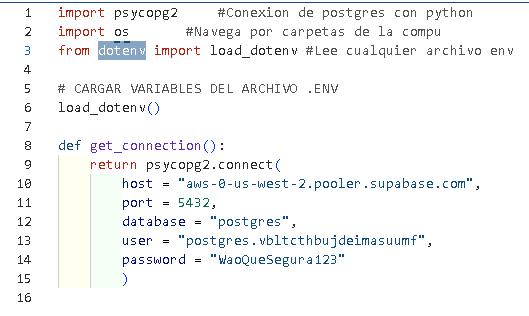 1 import psycopg2 #Conexion de postgres con python
2 import os #Navega por carpetas de la compu
3 from dotenv import load_dotenv #Lee cualquier archivo env
4
5 # CARGAR VARIABLES DEL ARCHIVO .ENV
6 load_dotenv()
7
8 def get_connection():
9 return psycopg2.connect(
10 host = "aws-0-us-west-2.pooler.supabase.com",
11 port = 5432,
12 database = "postgres",
13 user = "postgres.vbltcthbujdeimasuumf",
14 password = "WaoQueSegura123"
15 )
16